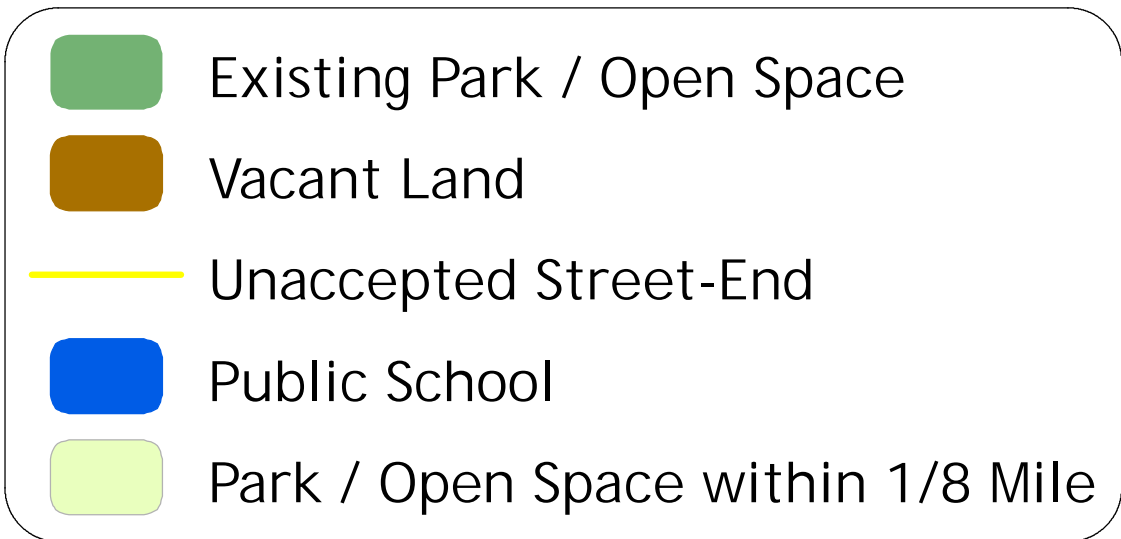 Existing Park / Open Space
Vacant Land
Unaccepted Street-End
Public School
Park / Open Space within 1/8 Mile